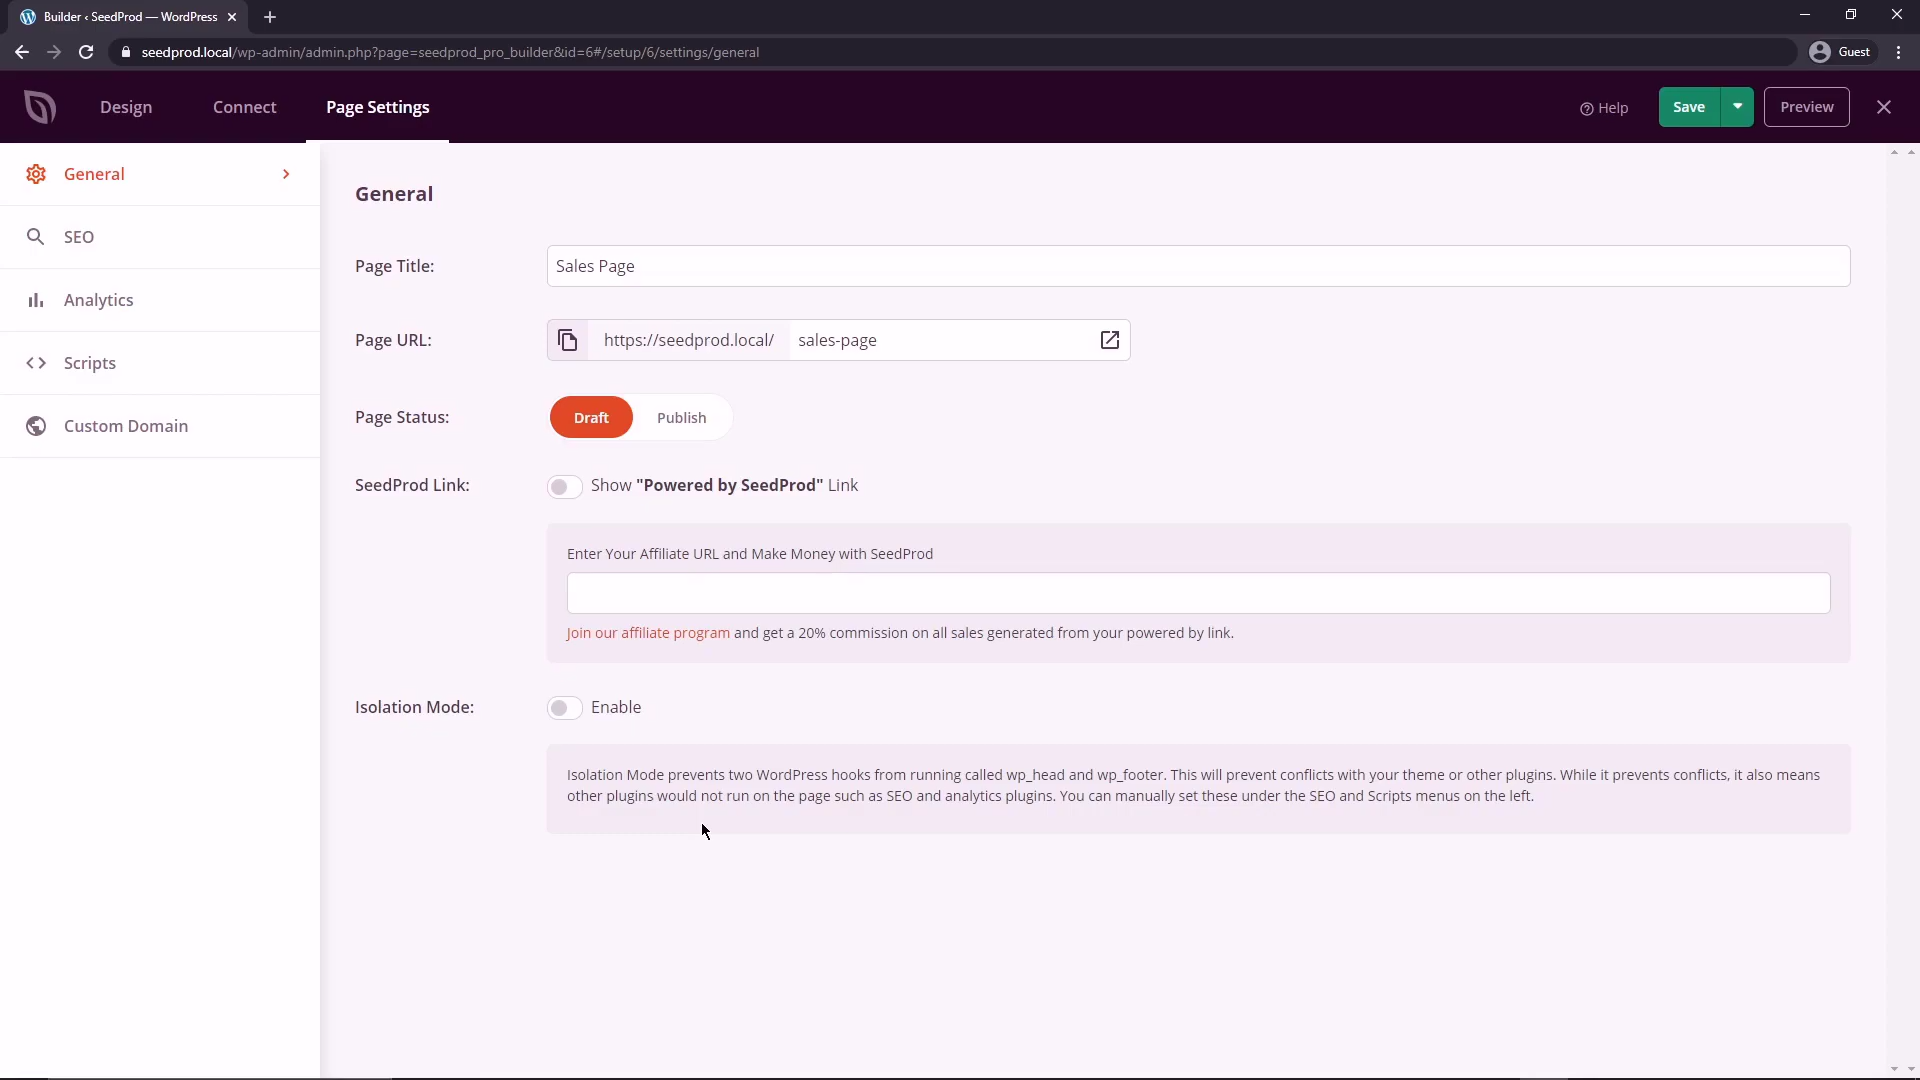 Builder ‹ SeedProd — WordPress
seedprod.local/wp-admin/admin.php?page=seedprod_pro_builder&id=6#/setup/6/settings/general
Guest
Design
Connect
Page Settings
Help
Save
Preview
General
SEO
Analytics
Scripts
Custom Domain
General
Page Title:
Sales Page
Page URL:
https://seedprod.local/
sales-page
Page Status:
Draft
Publish
SeedProd Link:
Show "Powered by SeedProd" Link
Enter Your Affiliate URL and Make Money with SeedProd
Join our affiliate program and get a 20% commission on all sales generated from your powered by link.
Isolation Mode:
Enable
Isolation Mode prevents two WordPress hooks from running called wp_head and wp_footer. This will prevent conflicts with your theme or other plugins. While it prevents conflicts, it also means
other plugins would not run on the page such as SEO and analytics plugins. You can manually set these under the SEO and Scripts menus on the left.